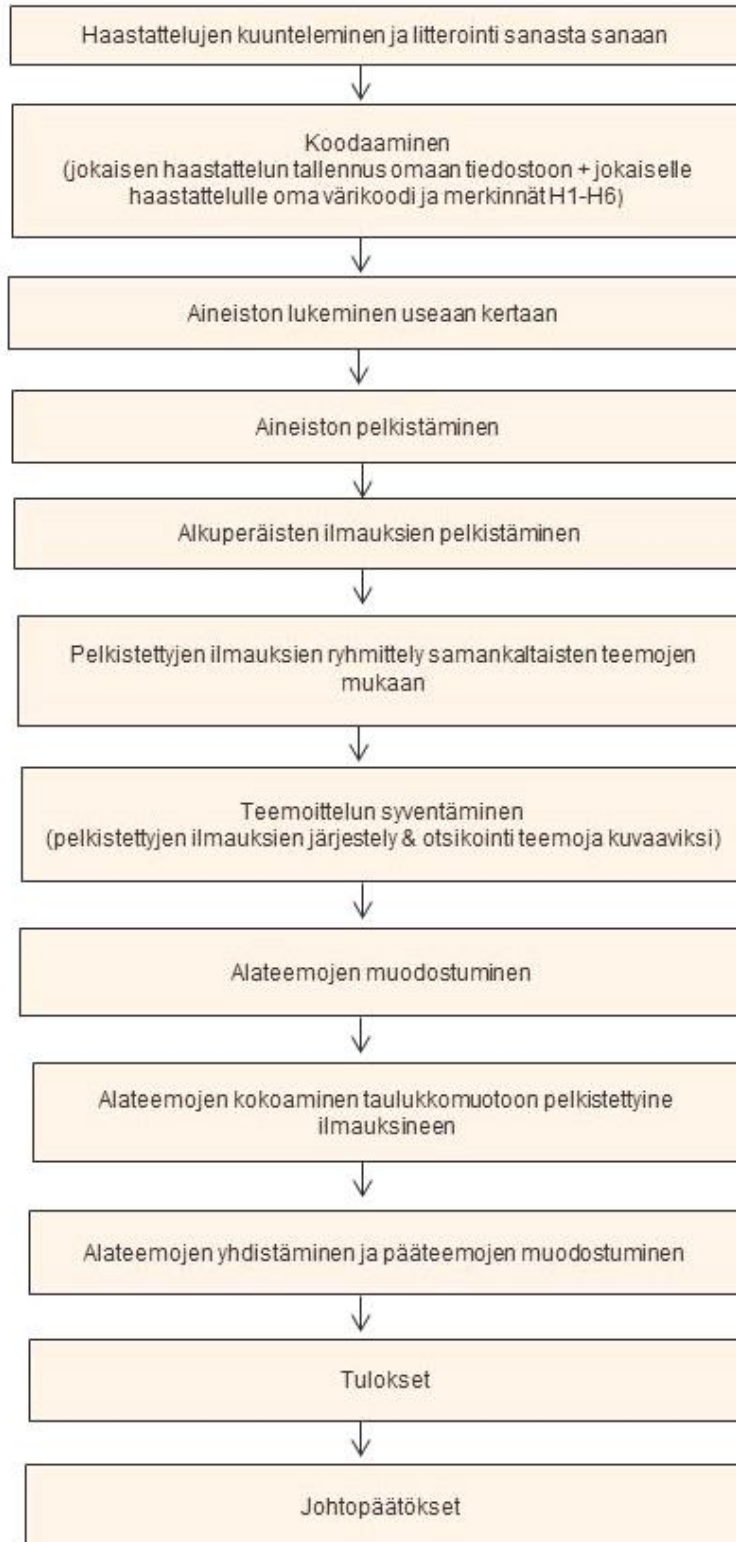 Haastattelujen kuunteleminen ja litterointi sanasta sanaan
Koodaaminen
(jokaisen haastattelun tallennus omaan tiedostoon + jokaiselle
haastattelulle oma värikoodi ja merkinnät H1-H6)
Aineiston lukeminen useaan kertaan
Aineiston pelkistäminen
Alkuperäisten ilmauksien pelkistäminen
Pelkistettyjen ilmauksien ryhmittely samankaltaisten teemojen
mukaan
Teemoittelun syventäminen
(pelkistettyjen ilmauksien järjestely & otsikointi teemoja kuvaaviksi)
Alateemojen muodostuminen
Alateemojen kokoaminen taulukkomuotoon pelkistettyine
ilmauksineen
Alateemojen yhdistäminen ja pääteemojen muodostuminen
Tulokset
Johtopäätökset